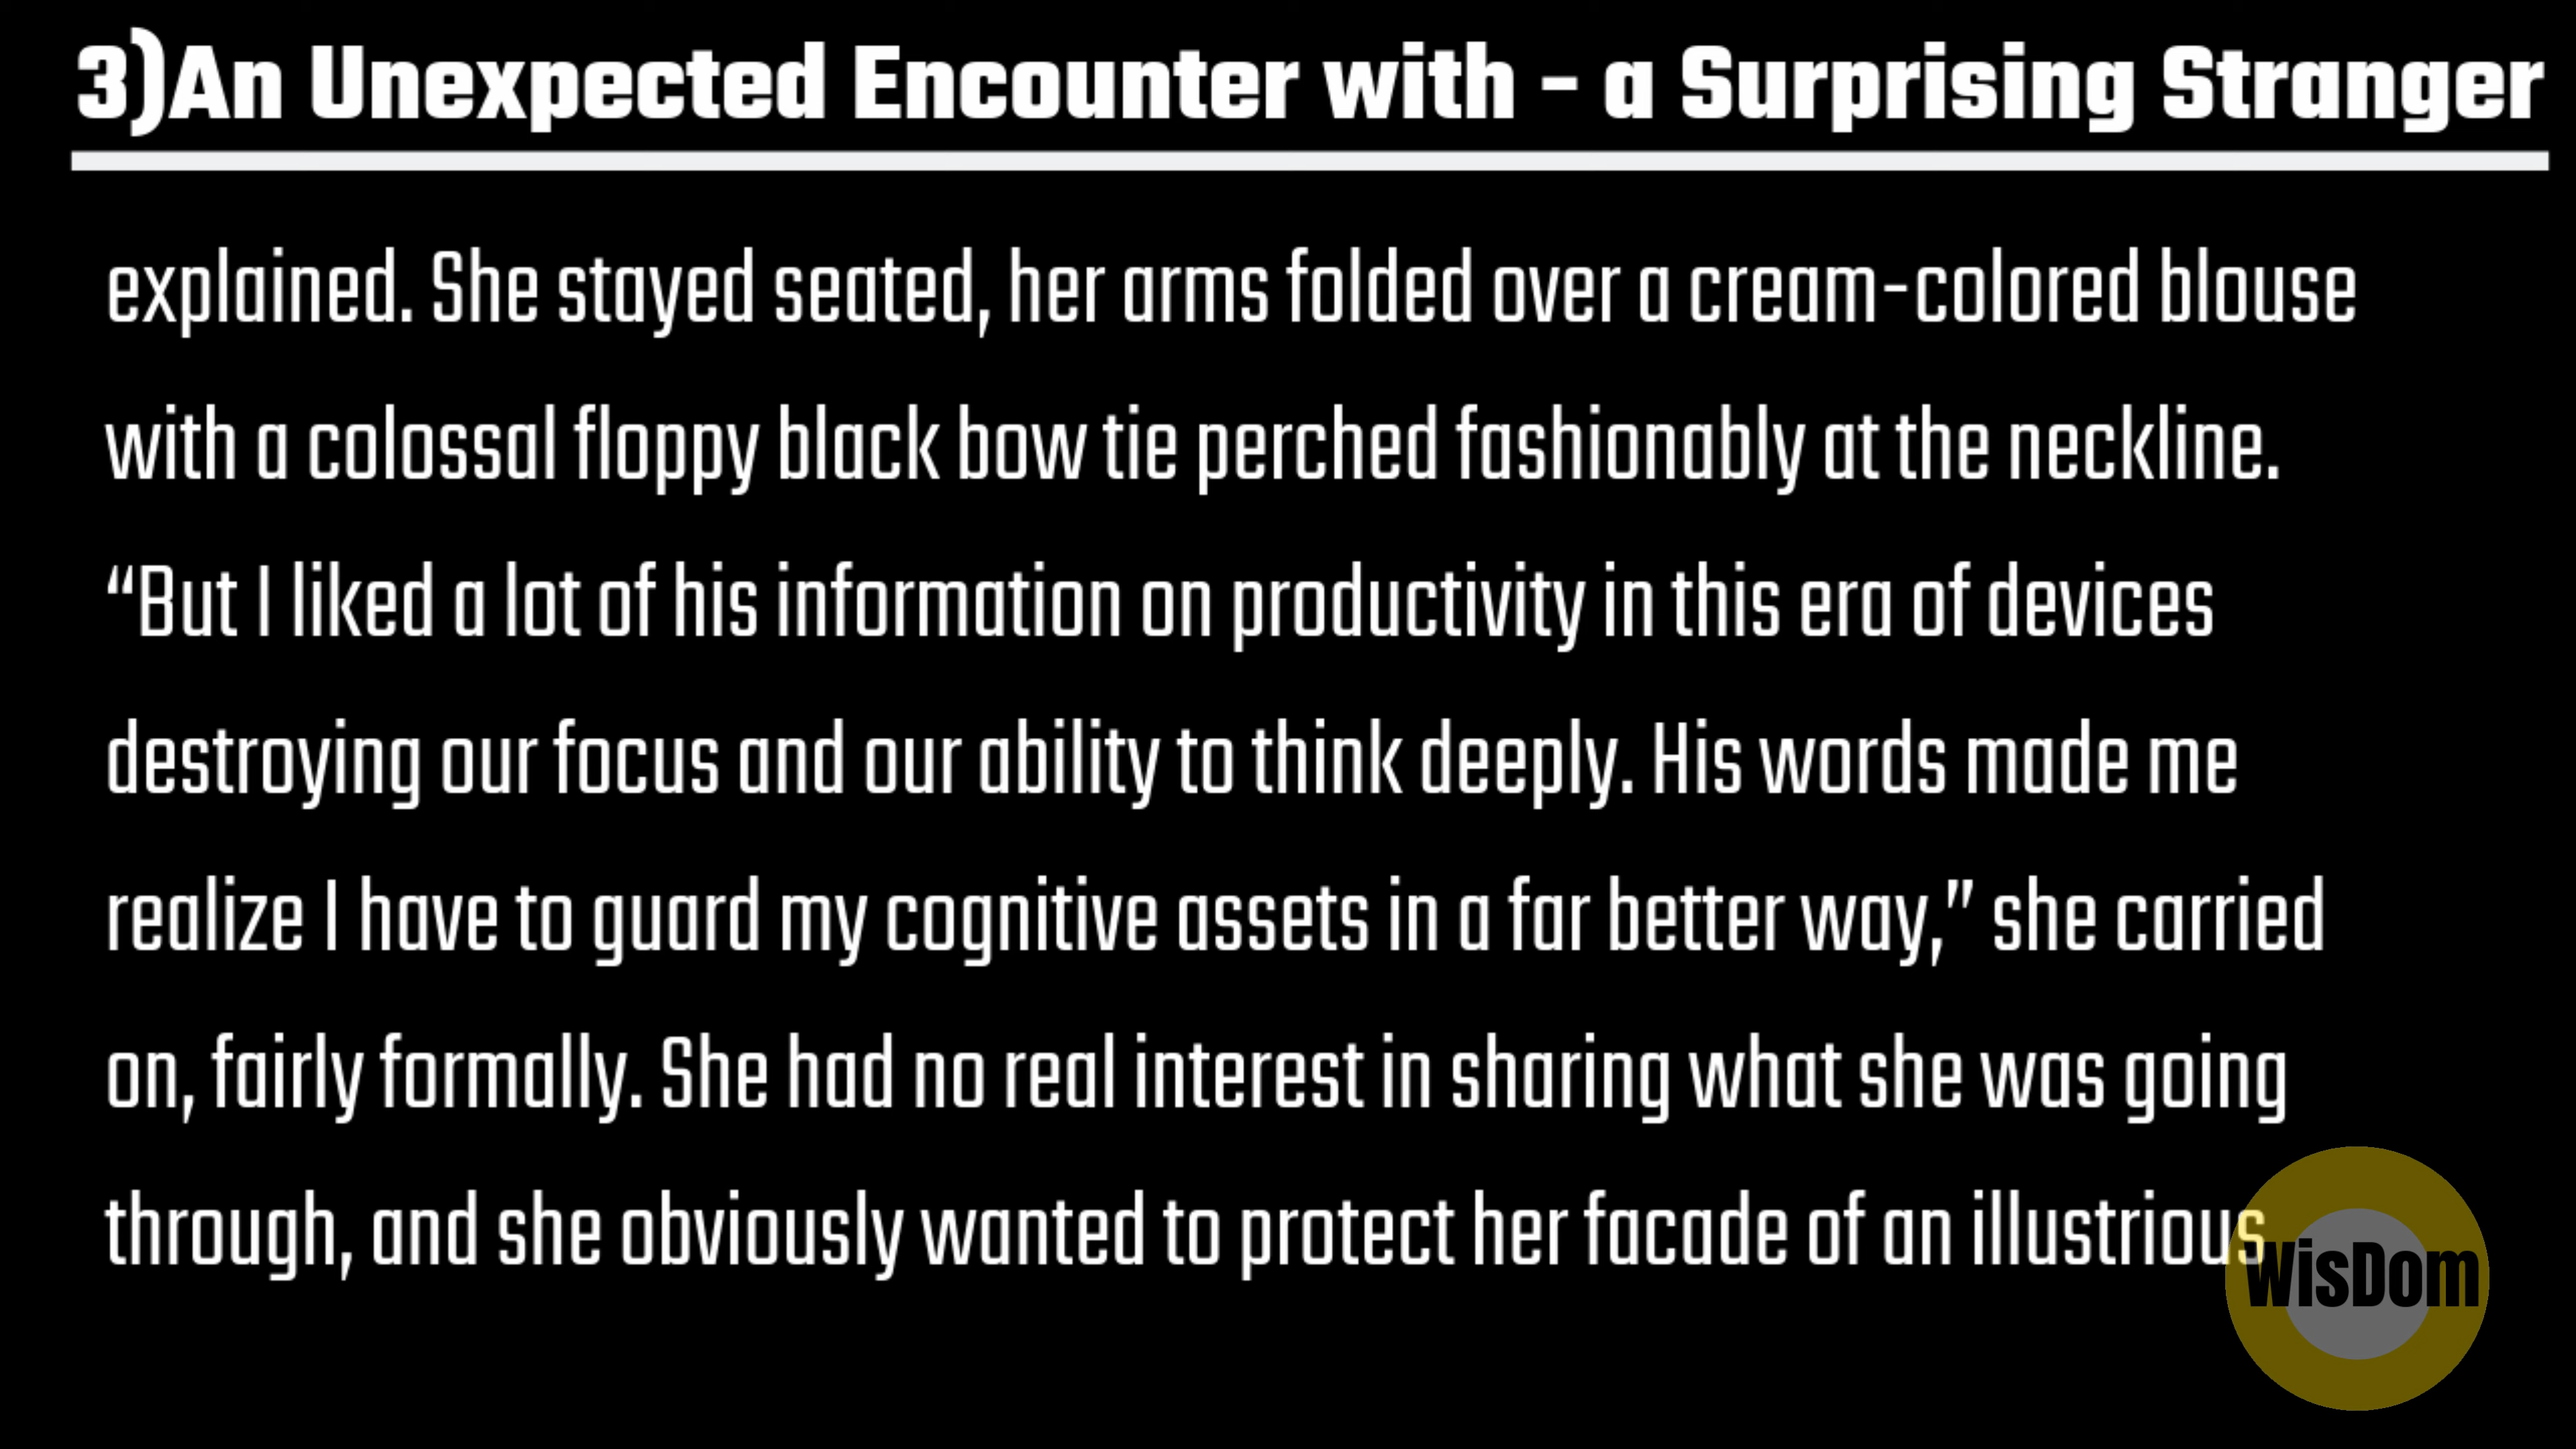 3)An Unexpected Encounter with - a Surprising Stranger
explained. She stayed seated, her arms folded over a cream-colored blouse
with a colossal floppy black bow tie perched fashionably at the neckline.
“But I liked a lot of his information on productivity in this era of devices
destroying our focus and our ability to think deeply. His words made me
realize I have to guard my cognitive assets in a far better way,” she carried
on, fairly formally. She had no real interest in sharing what she was going
through, and she obviously wanted to protect her facade of an illustrious
WisDom